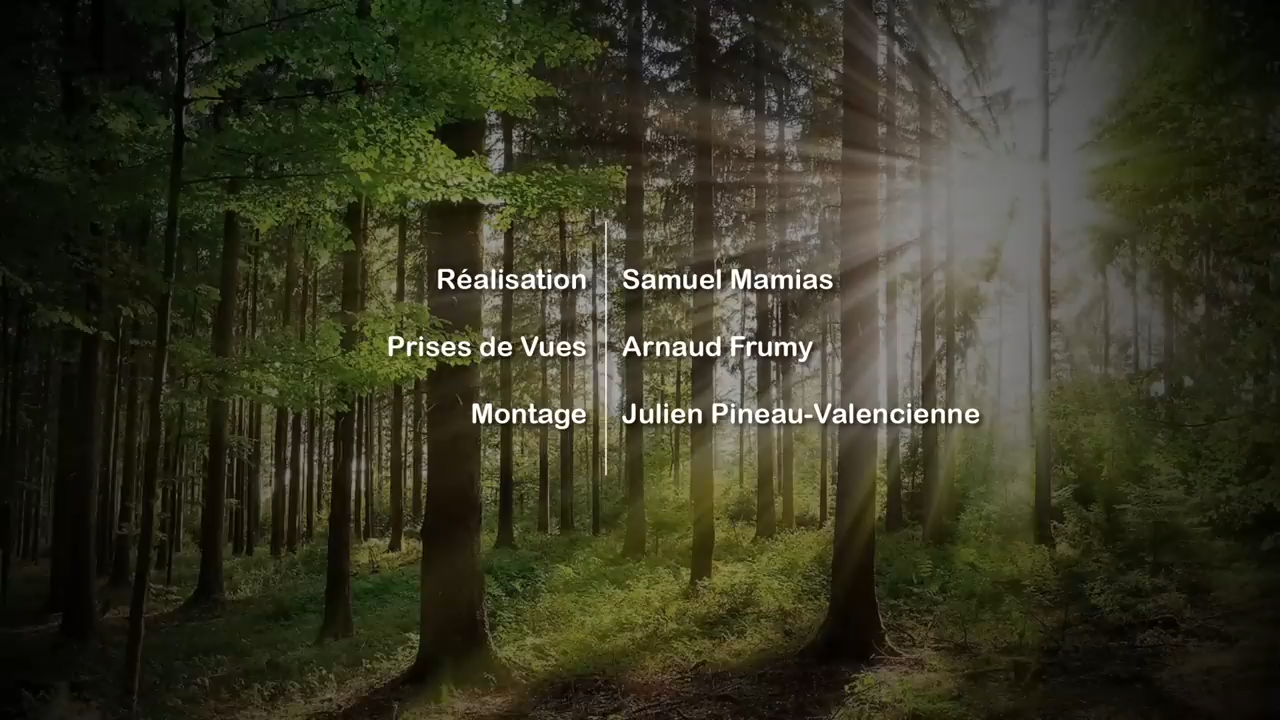 Réalisation Samuel Mamias
Prises de Vues Arnaud Frumy
Montage Julien Pineau-Valencienne